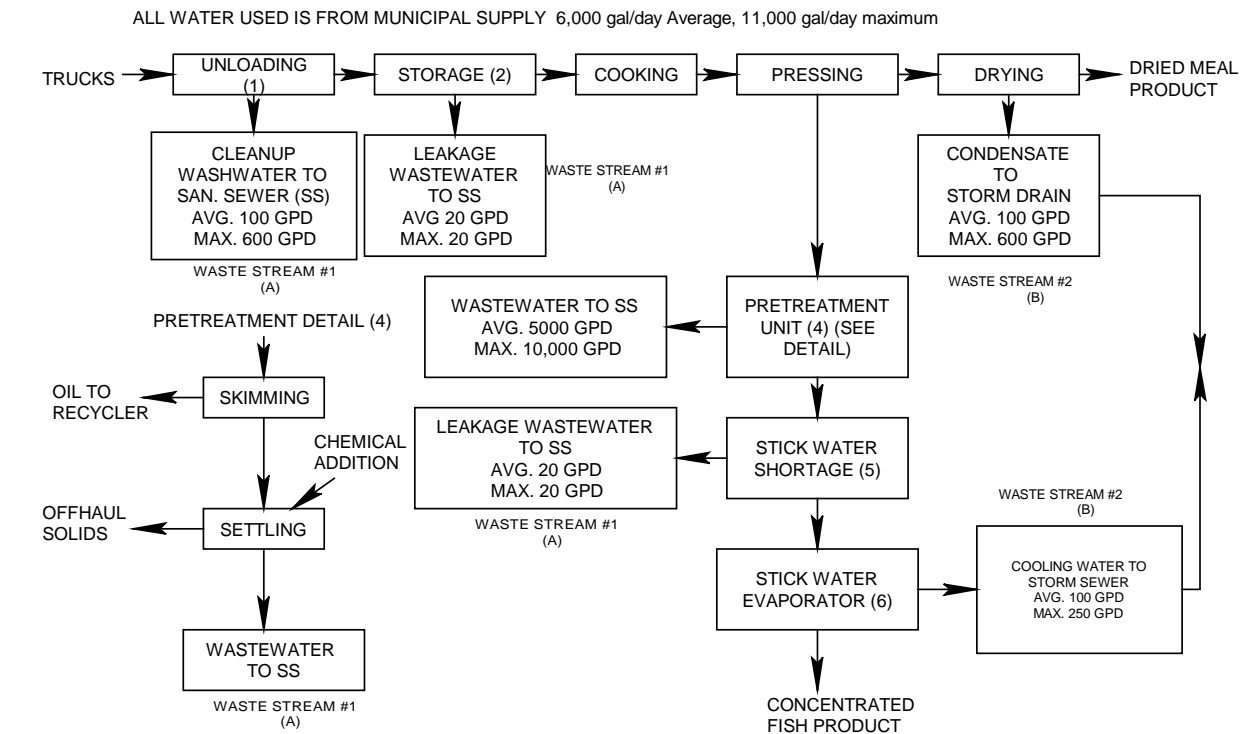 ALL WATER USED IS FROM MUNICIPAL SUPPLY 6,000 gal/day Average, 11,000 gal/day maximum
TRUCKS
UNLOADING
(1)
STORAGE (2)
COOKING
PRESSING
DRYING
DRIED MEAL
PRODUCT
CLEANUP
WASHWATER TO
SAN. SEWER (SS)
AVG. 100 GPD
MAX. 600 GPD
WASTE STREAM #1
(A)
LEAKAGE
WASTEWATER
TO SS
AVG 20 GPD
MAX. 20 GPD
WASTE STREAM #1
(A)
CONDENSATE
TO
STORM DRAIN
AVG. 100 GPD
MAX. 600 GPD
WASTE STREAM #2
(B)
WASTEWATER TO SS
AVG. 5000 GPD
MAX. 10,000 GPD
PRETREATMENT
UNIT (4) (SEE
DETAIL)
PRETREATMENT DETAIL (4)
OIL TO
RECYCLER
SKIMMING
CHEMICAL
ADDITION
OFFHAUL
SOLIDS
SETTLING
WASTEWATER
TO SS
WASTE STREAM #1
(A)
LEAKAGE WASTEWATER
TO SS
AVG. 20 GPD
MAX. 20 GPD
WASTE STREAM #1
(A)
STICK WATER
SHORTAGE (5)
STICK WATER
EVAPORATOR (6)
WASTE STREAM #2
(B)
COOLING WATER TO
STORM SEWER
AVG. 100 GPD
MAX. 250 GPD
CONCENTRATED
FISH PRODUCT